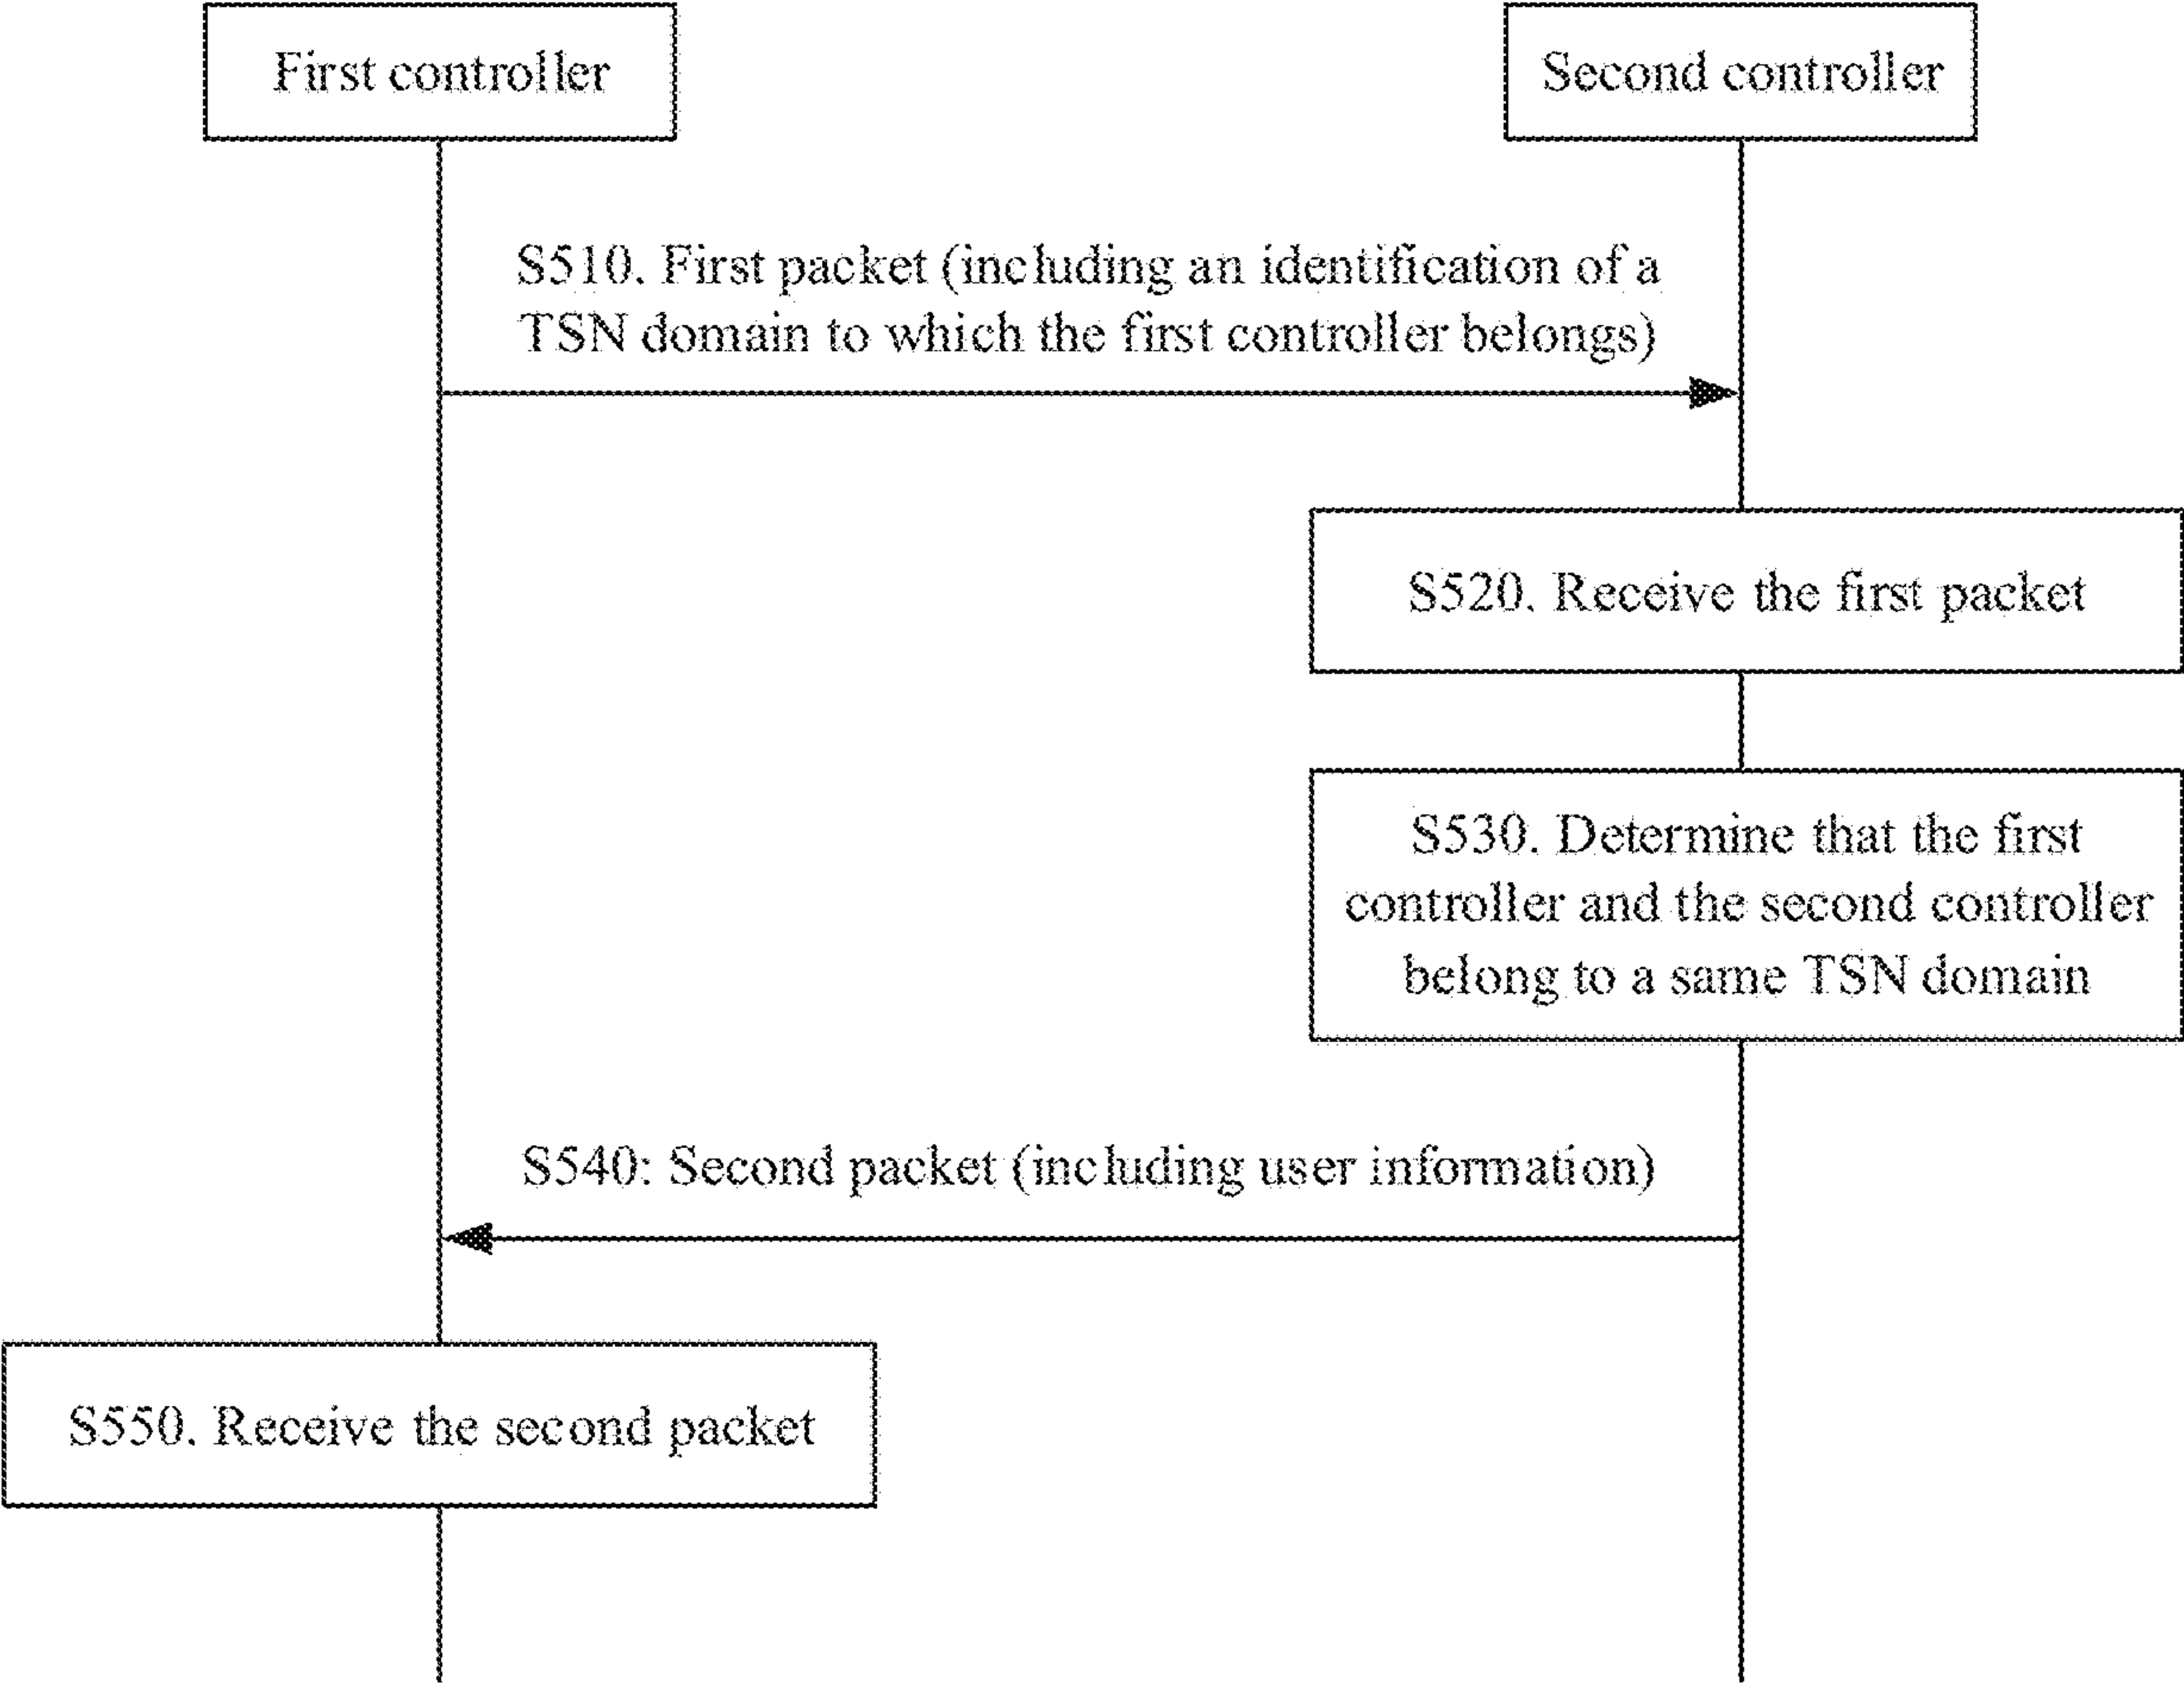 First controller
Second controller
S510. First packet (including an identification of a
TSN domain to which the first controller belongs)
S520. Receive the first packet
S530. Determine that the first
controller and the second controller
belong to a same TSN domain
S540: Second packet (including user information)
S550. Receive the second packet